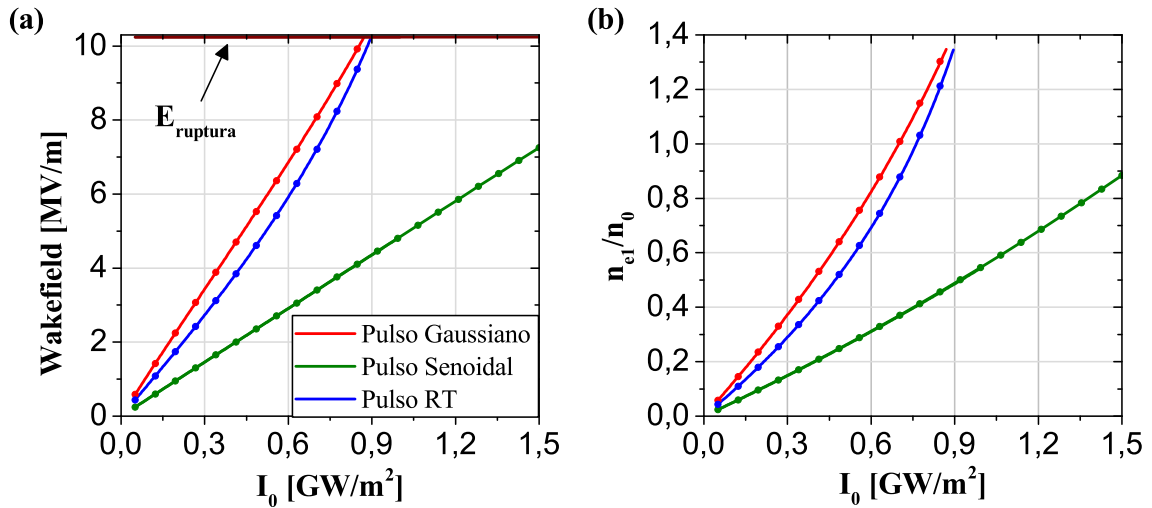 (a)
Wakefield [MV/m]
10
8
6
4
2
0
E_ruptura
Pulso Gaussiano
Pulso Senoidal
Pulso RT
0,0 0,3 0,6 0,9 1,2 1,5
I_0 [GW/m^2]
(b)
n_e1/n_0
1,4
1,2
1,0
0,8
0,6
0,4
0,2
0,0
0,0 0,3 0,6 0,9 1,2 1,5
I_0 [GW/m^2]